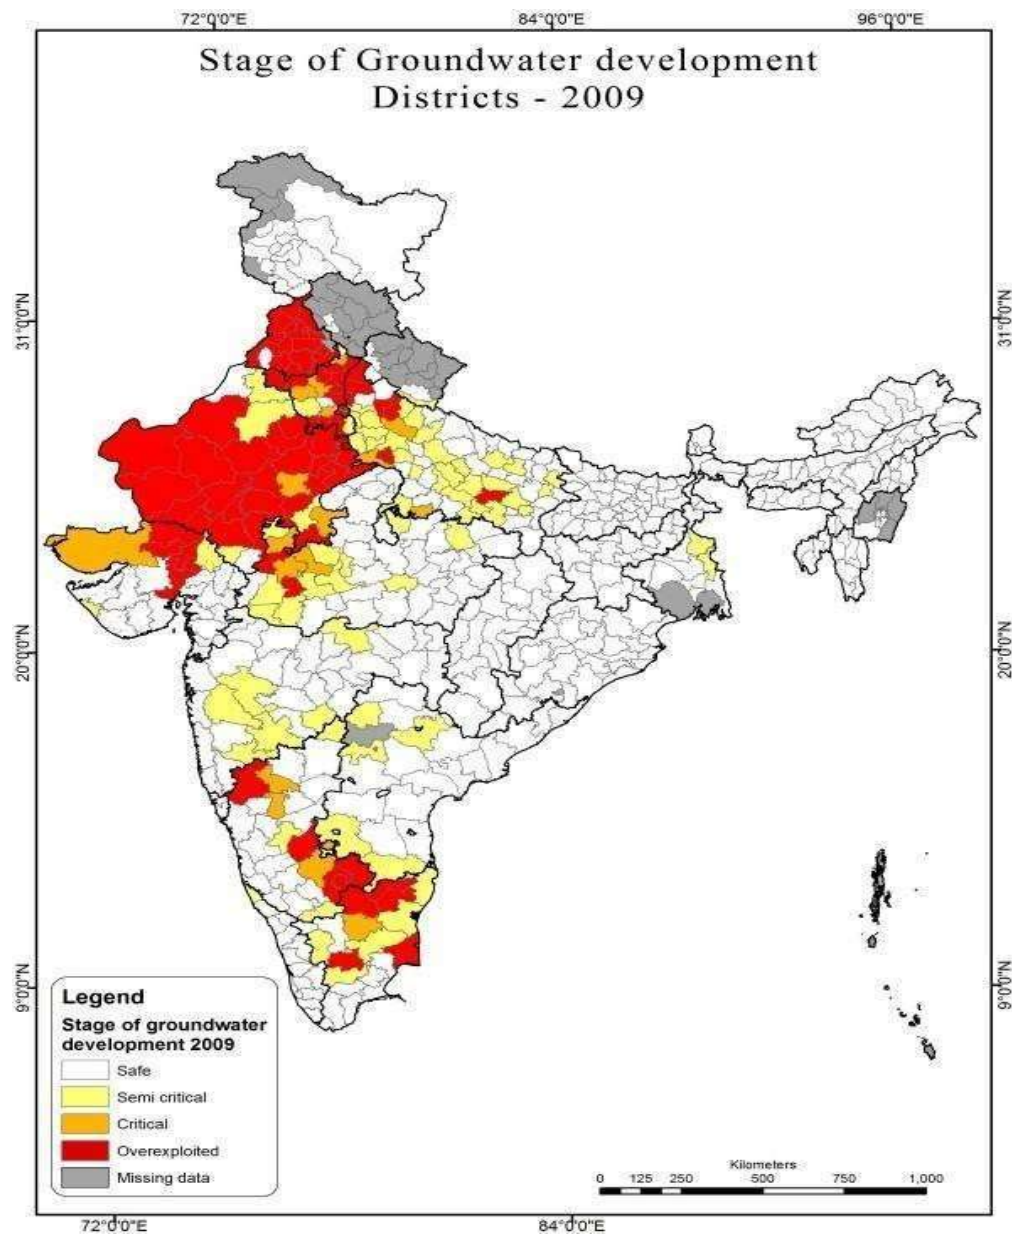 72°0'0"E 84°0'0"E 96°0'0"E
Stage of Groundwater development
Districts - 2009
31°0'0"N 31°0'0"N
20°0'0"N 20°0'0"N
9°0'0"N 9°0'0"N
Legend
Stage of groundwater
development 2009
Safe
Semi critical
Critical
Overexploited
Missing data
Kilometers
0 125 250 500 750 1,000
72°0'0"E 84°0'0"E